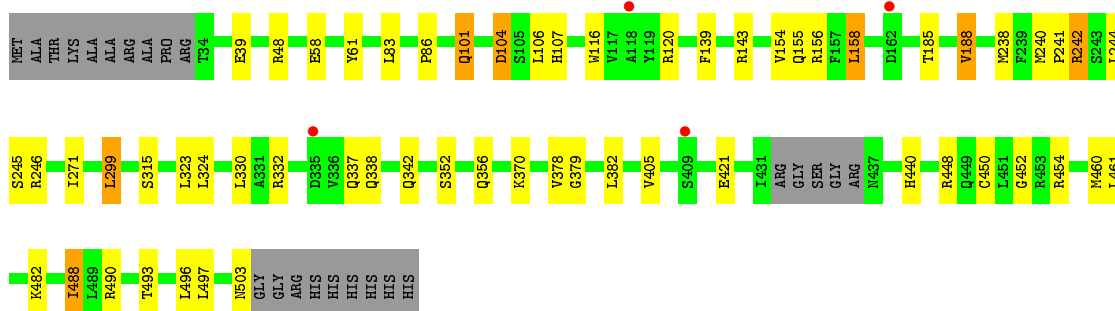 MET ALA THR LYS ALA ALA ARG ALA PRO ARG T34 E39 R48 E58 Y61 L83 P86 Q101 D104 S105 L106 H107 W116 V117 A118 Y119 R120 F139 R143 V154 Q155 R156 F157 L158 D162 T185 V188 M238 F239 M240 P241 R242 S243 L244
S245 R246 I271 L299 S315 L323 L324 L330 A331 R332 D335 V336 Q337 Q338 Q342 S352 Q356 K370 V378 G379 L382 V405 S409 E421 I431 ARG GLY SER GLY ARG N437 H440 R448 Q449 C450 L451 G452 R453 R454 M460 L461
K482 I488 L489 R490 T493 L496 L497 N503 GLY GLY ARG HIS HIS HIS HIS HIS HIS